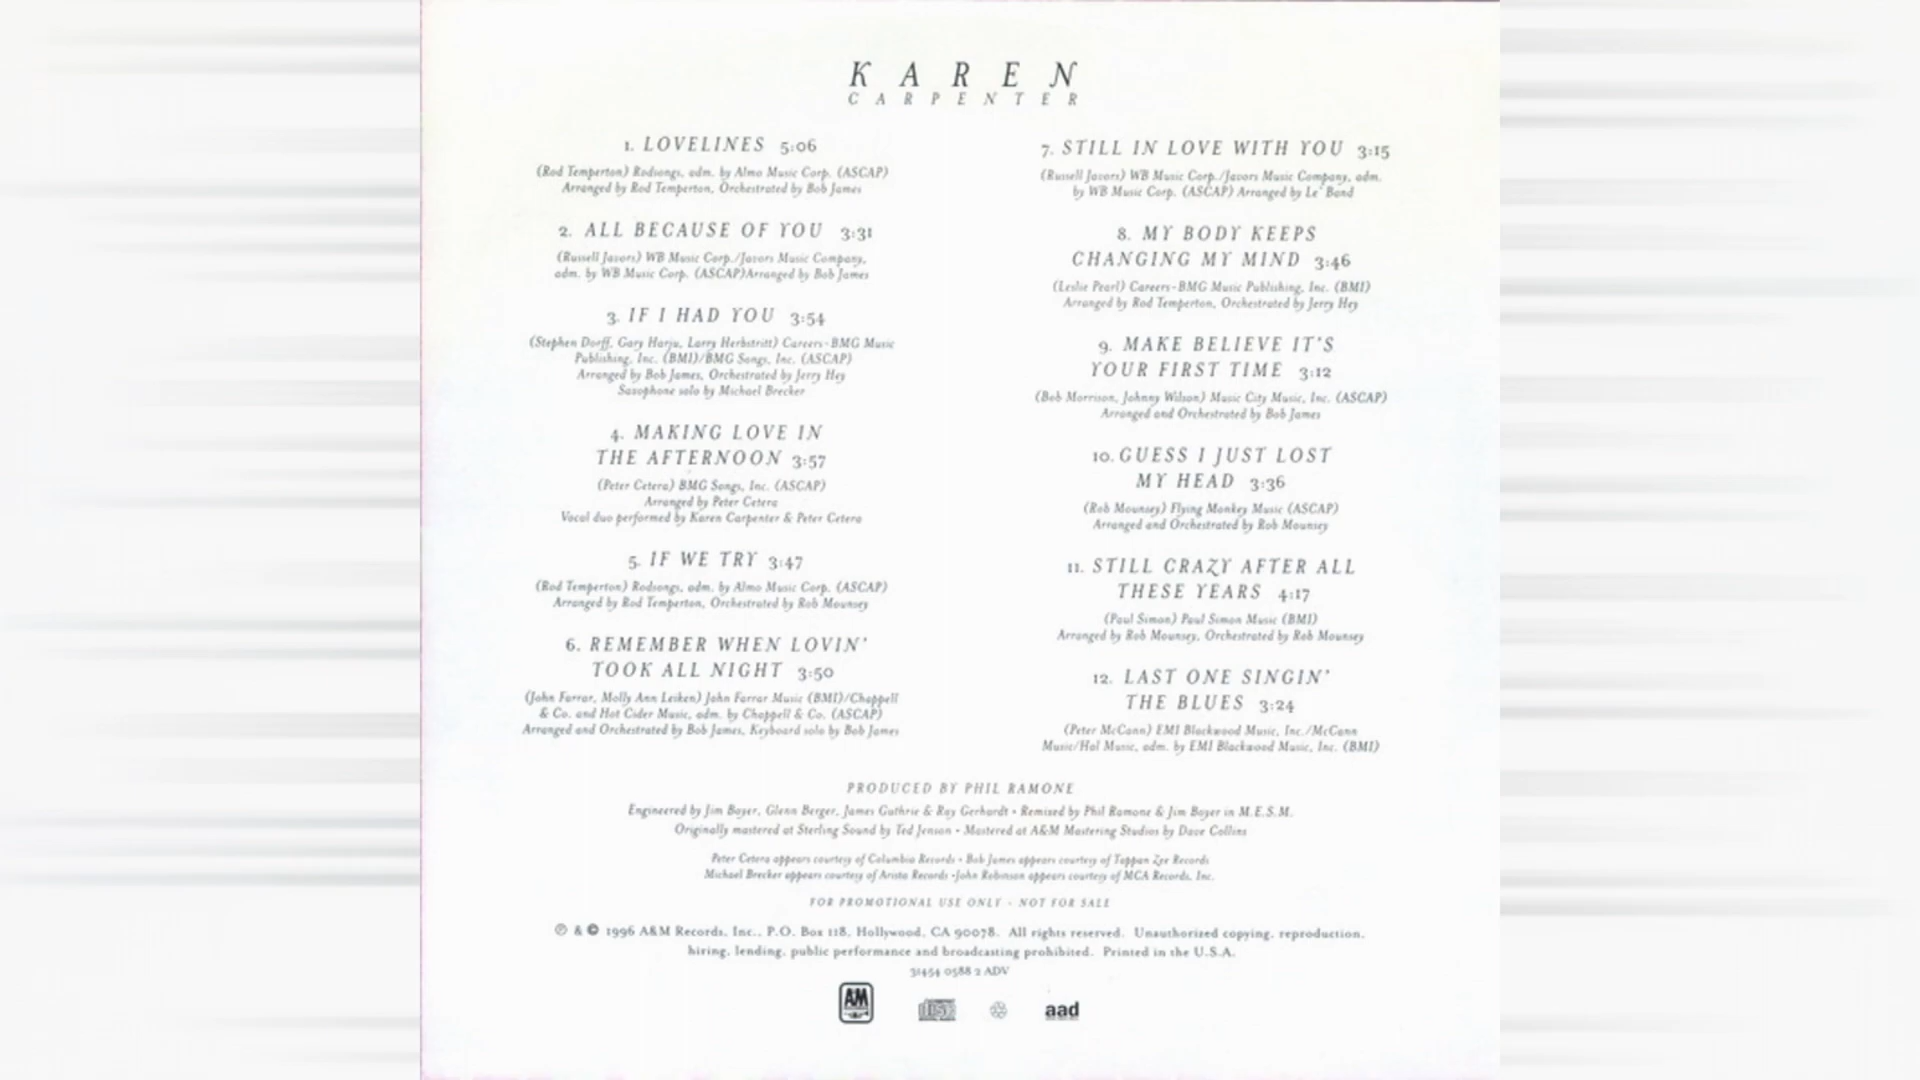 KAREN
CARPENTER
1. LOVELINES 5:06
(Rod Temperton) Rodsongs, adm. by Almo Music Corp. (ASCAP)
Arranged by Rod Temperton, Orchestrated by Bob James
2. ALL BECAUSE OF YOU 3:31
(Russell Javors) WB Music Corp./Javors Music Company,
adm. by WB Music Corp. (ASCAP)Arranged by Bob James
3. IF I HAD YOU 3:54
(Stephen Dorff, Gary Harju, Larry Herbstritt) Careers-BMG Music
Publishing, Inc. (BMI)/BMG Songs, Inc. (ASCAP)
Arranged by Bob James, Orchestrated by Jerry Hey
Saxophone solo by Michael Brecker
4. MAKING LOVE IN
THE AFTERNOON 3:57
(Peter Cetera) BMG Songs, Inc. (ASCAP)
Arranged by Peter Cetera
Vocal duo performed by Karen Carpenter & Peter Cetera
5. IF WE TRY 3:47
(Rod Temperton) Rodsongs, adm. by Almo Music Corp. (ASCAP)
Arranged by Rod Temperton, Orchestrated by Rob Mounsey
6. REMEMBER WHEN LOVIN'
TOOK ALL NIGHT 3:50
(John Farrar, Molly Ann Leiken) John Farrar Music (BMI)/Chappell
& Co. and Hot Cider Music, adm. by Chappell & Co. (ASCAP)
Arranged and Orchestrated by Bob James, Keyboard solo by Bob James
7. STILL IN LOVE WITH YOU 3:15
(Russell Javors) WB Music Corp./Javors Music Company, adm.
by WB Music Corp. (ASCAP) Arranged by Le' Band
8. MY BODY KEEPS
CHANGING MY MIND 3:46
(Leslie Pearl) Careers-BMG Music Publishing, Inc. (BMI)
Arranged by Rod Temperton, Orchestrated by Jerry Hey
9. MAKE BELIEVE IT'S
YOUR FIRST TIME 3:12
(Bob Morrison, Johnny Wilson) Music City Music, Inc. (ASCAP)
Arranged and Orchestrated by Bob James
10. GUESS I JUST LOST
MY HEAD 3:36
(Rob Mounsey) Flying Monkey Music (ASCAP)
Arranged and Orchestrated by Rob Mounsey
11. STILL CRAZY AFTER ALL
THESE YEARS 4:17
(Paul Simon) Paul Simon Music (BMI)
Arranged by Rob Mounsey, Orchestrated by Rob Mounsey
12. LAST ONE SINGIN'
THE BLUES 3:24
(Peter McCann) EMI Blackwood Music, Inc./McCann
Music/Hal Music, adm. by EMI Blackwood Music, Inc. (BMI)
PRODUCED BY PHIL RAMONE
Engineered by Jim Boyer, Glenn Berger, James Guthrie & Ray Gerhardt • Remixed by Phil Ramone & Jim Boyer in M.E.S.M.
Originally mastered at Sterling Sound by Ted Jenson • Mastered at A&M Mastering Studios by Dave Collins
Peter Cetera appears courtesy of Columbia Records • Bob James appears courtesy of Tappan Zee Records
Michael Brecker appears courtesy of Arista Records •John Robinson appears courtesy of MCA Records, Inc.
FOR PROMOTIONAL USE ONLY - NOT FOR SALE
℗ & © 1996 A&M Records, Inc., P.O. Box 118, Hollywood, CA 90078. All rights reserved. Unauthorized copying, reproduction,
hiring, lending, public performance and broadcasting prohibited. Printed in the U.S.A.
31454 0588 2 ADV
A&M disc aad